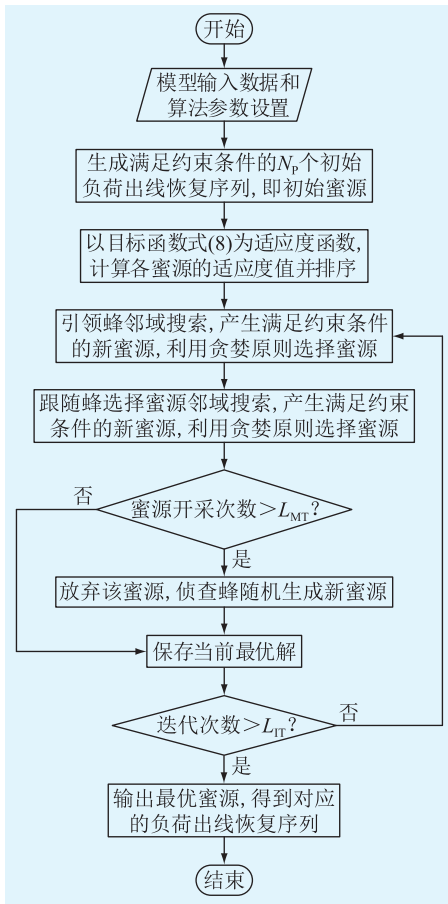 开始
模型输入数据和
算法参数设置
生成满足约束条件的N_P个初始
负荷出线恢复序列, 即初始蜜源
以目标函数式(8)为适应度函数,
计算各蜜源的适应度值并排序
引领蜂邻域搜索, 产生满足约束条件
的新蜜源, 利用贪婪原则选择蜜源
跟随蜂选择蜜源邻域搜索, 产生满足约束
条件的新蜜源, 利用贪婪原则选择蜜源
否
蜜源开采次数>L_MT?
是
放弃该蜜源, 侦查蜂随机生成新蜜源
保存当前最优解
迭代次数>L_IT?
否
是
输出最优蜜源, 得到对应
的负荷出线恢复序列
结束